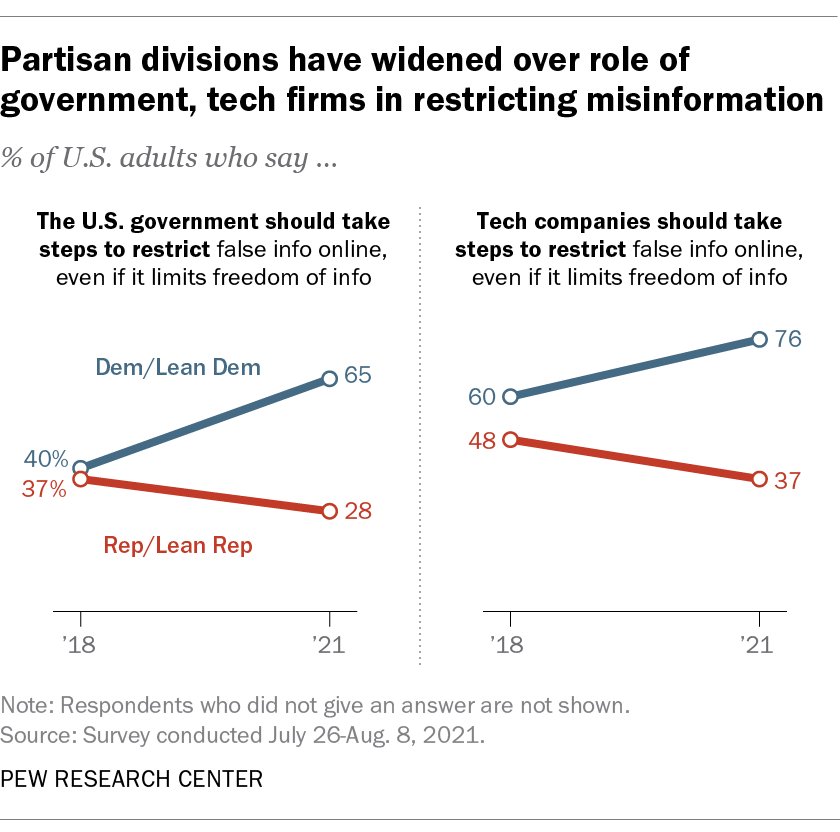 Partisan divisions have widened over role of
government, tech firms in restricting misinformation
% of U.S. adults who say ...
The U.S. government should take
steps to restrict false info online,
even if it limits freedom of info
Dem/Lean Dem
65
40%
37%
28
Rep/Lean Rep
’18
’21
Tech companies should take
steps to restrict false info online,
even if it limits freedom of info
76
60
48
37
’18
’21
Note: Respondents who did not give an answer are not shown.
Source: Survey conducted July 26-Aug. 8, 2021.
PEW RESEARCH CENTER